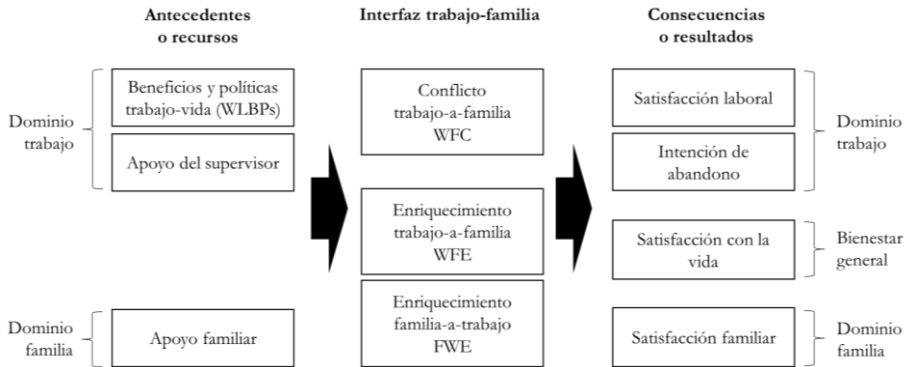 Antecedentes
o recursos
Interfaz trabajo-familia
Consecuencias
o resultados
Dominio
trabajo
Beneficios y políticas
trabajo-vida (WLBPs)
Apoyo del supervisor
Conflicto
trabajo-a-familia
WFC
Satisfacción laboral
Intención de
abandono
Dominio
trabajo
Enriquecimiento
trabajo-a-familia
WFE
Satisfacción con la
vida
Bienestar
general
Dominio
familia
Apoyo familiar
Enriquecimiento
familia-a-trabajo
FWE
Satisfacción familiar
Dominio
familia